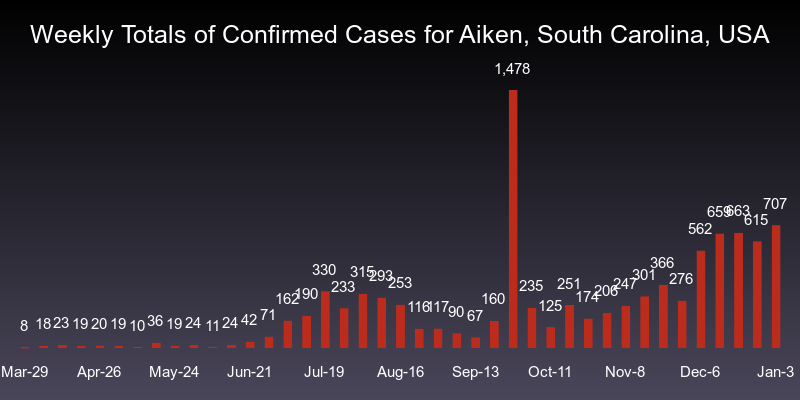 Weekly Totals of Confirmed Cases for Aiken, South Carolina, USA
1,478
8 18 23 19 20 19 10 36 19 24 11 24 42 71 162 190 330 233 315 293 253 116 117 90 67 160 235 125 251 174 206 247 301 366 276 562 659 663 615 707
Mar-29 Apr-26 May-24 Jun-21 Jul-19 Aug-16 Sep-13 Oct-11 Nov-8 Dec-6 Jan-3